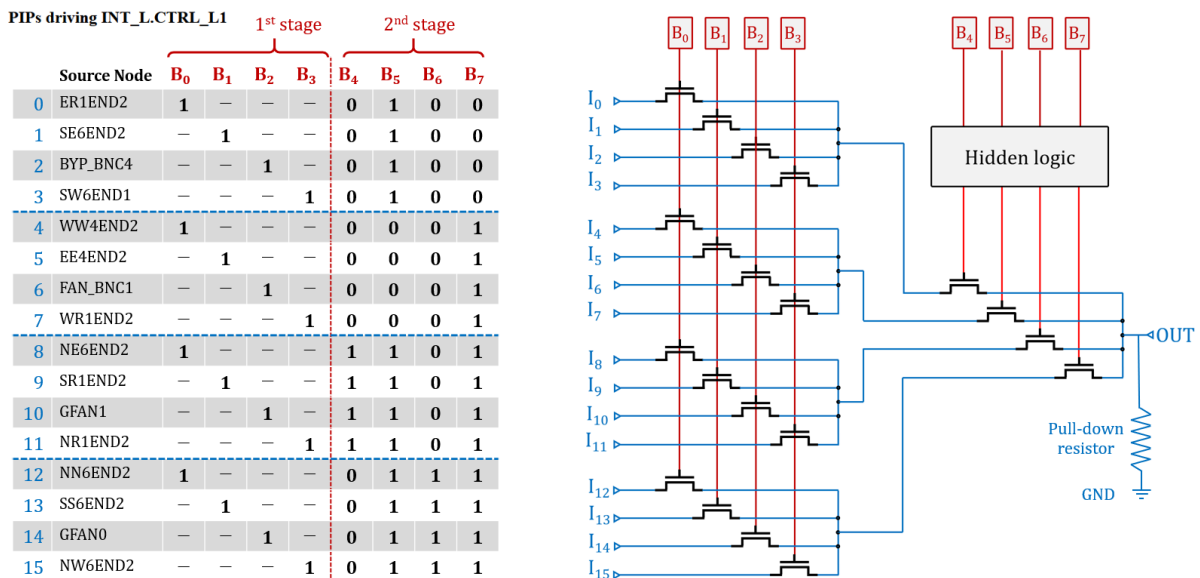 PIPs driving INT_L.CTRL_L1
1st stage 2nd stage
Source Node B0 B1 B2 B3 B4 B5 B6 B7
0 ER1END2 1 – – – 0 1 0 0
1 SE6END2 – 1 – – 0 1 0 0
2 BYP_BNC4 – – 1 – 0 1 0 0
3 SW6END1 – – – 1 0 1 0 0
4 WW4END2 1 – – – 0 0 0 1
5 EE4END2 – 1 – – 0 0 0 1
6 FAN_BNC1 – – 1 – 0 0 0 1
7 WR1END2 – – – 1 0 0 0 1
8 NE6END2 1 – – – 1 1 0 1
9 SR1END2 – 1 – – 1 1 0 1
10 GFAN1 – – 1 – 1 1 0 1
11 NR1END2 – – – 1 1 1 0 1
12 NN6END2 1 – – – 0 1 1 1
13 SS6END2 – 1 – – 0 1 1 1
14 GFAN0 – – 1 – 0 1 1 1
15 NW6END2 – – – 1 0 1 1 1
B0 B1 B2 B3 B4 B5 B6 B7
I0
I1
I2
I3
I4
I5
I6
I7
I8
I9
I10
I11
I12
I13
I14
I15
Hidden logic
OUT
Pull-down
resistor
GND